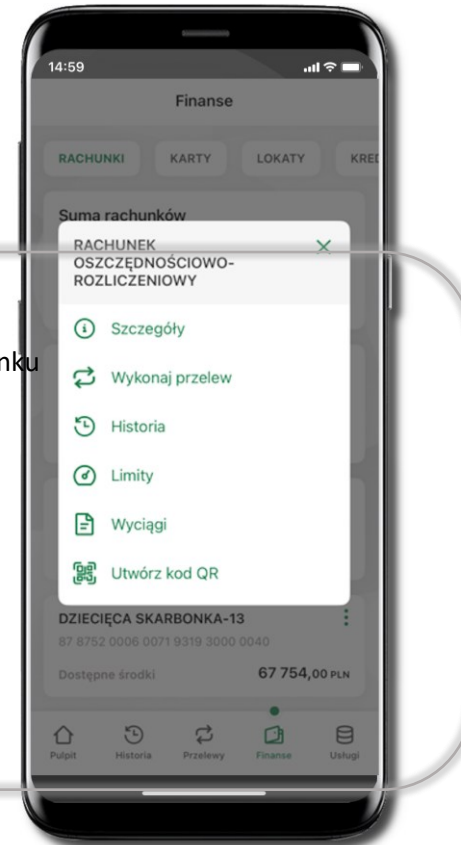 14:59
Finanse
RACHUNKI KARTY LOKATY KRED
Suma rachunków
RACHUNEK
OSZCZĘDNOŚCIOWO-
ROZLICZENIOWY
Szczegóły
nku
Wykonaj przelew
Historia
Limity
Wyciągi
Utwórz kod QR
DZIECIĘCA SKARBONKA-13
87 8752 0006 0071 9319 3000 0040
Dostępne środki 67 754,00 PLN
Pulpit Historia Przelewy Finanse Usługi